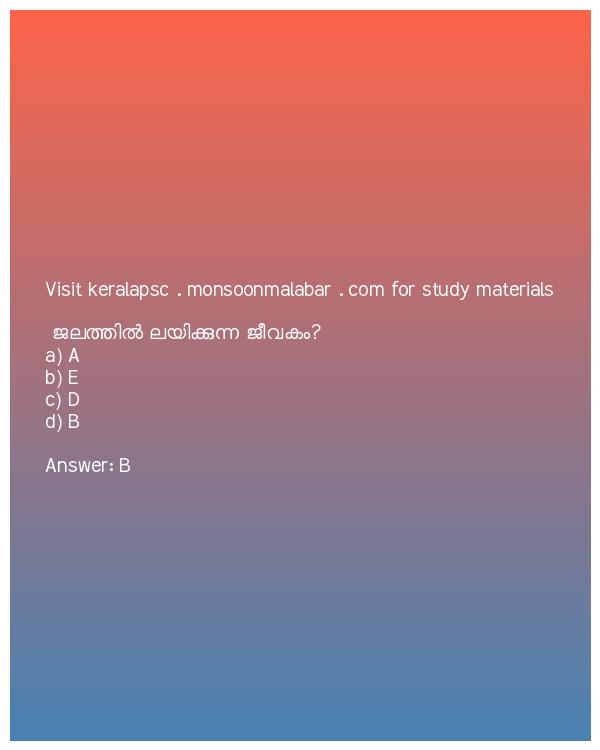 Visit keralapsc . monsoonmalabar . com for study materials
ജലത്തിൽ ലയിക്കുന്ന ജീവകം?
a) A
b) E
c) D
d) B
Answer: B